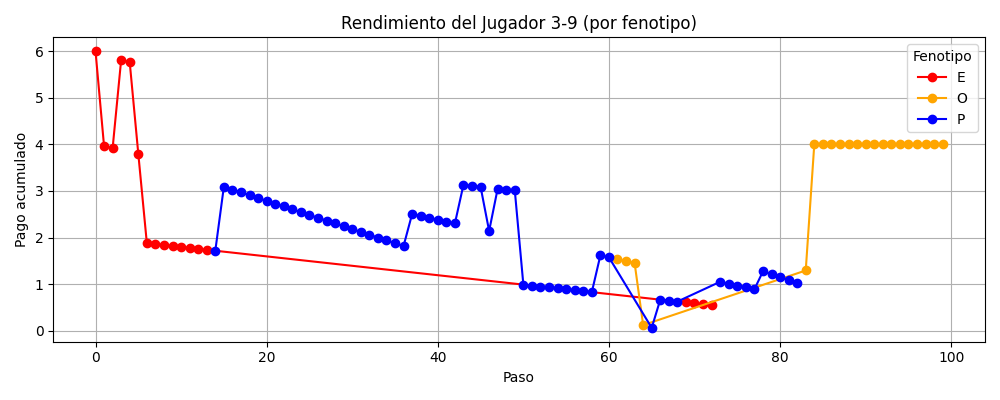 Rendimiento del Jugador 3-9 (por fenotipo)
Pago acumulado
6
5
4
3
2
1
0
Fenotipo
E
O
P
0 20 40 60 80 100
Paso